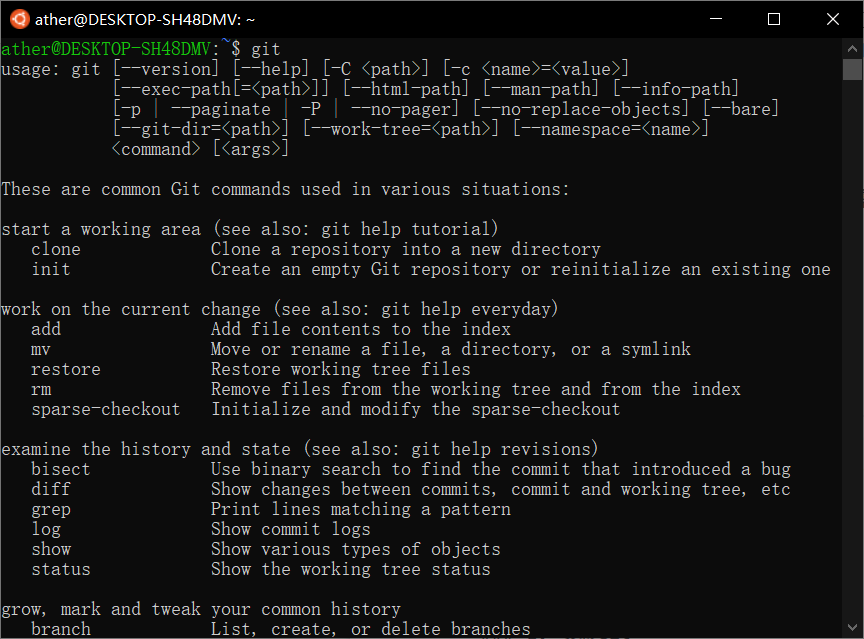 ather@DESKTOP-SH48DMV: ~
ather@DESKTOP-SH48DMV:~$ git
usage: git [--version] [--help] [-C <path>] [-c <name>=<value>]
           [--exec-path[=<path>]] [--html-path] [--man-path] [--info-path]
           [-p | --paginate | -P | --no-pager] [--no-replace-objects] [--bare]
           [--git-dir=<path>] [--work-tree=<path>] [--namespace=<name>]
           <command> [<args>]

These are common Git commands used in various situations:

start a working area (see also: git help tutorial)
   clone             Clone a repository into a new directory
   init              Create an empty Git repository or reinitialize an existing one

work on the current change (see also: git help everyday)
   add               Add file contents to the index
   mv                Move or rename a file, a directory, or a symlink
   restore           Restore working tree files
   rm                Remove files from the working tree and from the index
   sparse-checkout   Initialize and modify the sparse-checkout

examine the history and state (see also: git help revisions)
   bisect            Use binary search to find the commit that introduced a bug
   diff              Show changes between commits, commit and working tree, etc
   grep              Print lines matching a pattern
   log               Show commit logs
   show              Show various types of objects
   status            Show the working tree status

grow, mark and tweak your common history
   branch            List, create, or delete branches